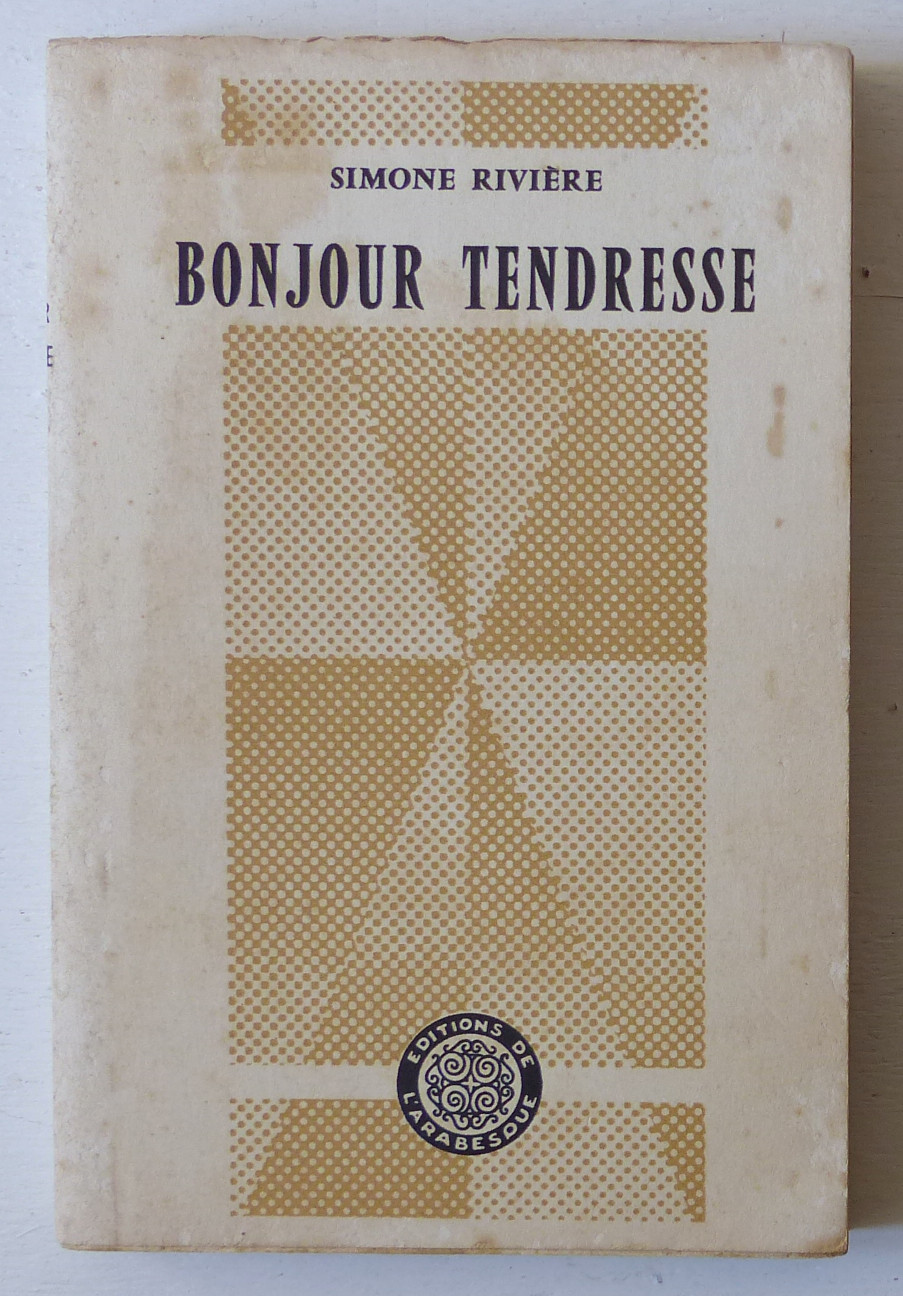 SIMONE RIVIÈRE
BONJOUR TENDRESSE
R
E
EDITIONS DE
L'ARABESQUE